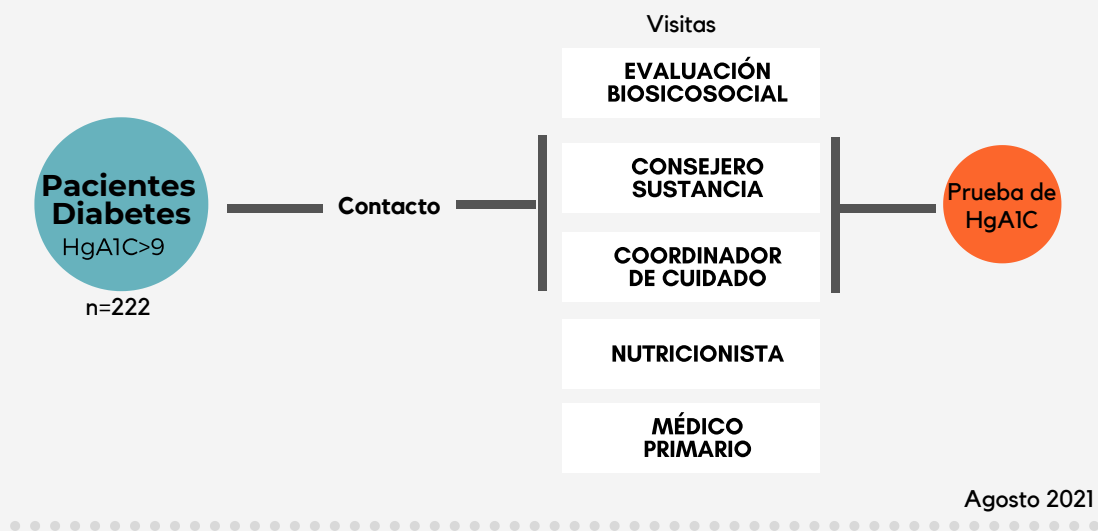 Visitas
EVALUACIÓN
BIOSICOSOCIAL
CONSEJERO
SUSTANCIA
Pacientes
Diabetes
HgA1C>9
n=222
Contacto
COORDINADOR
DE CUIDADO
NUTRICIONISTA
MÉDICO
PRIMARIO
Prueba de
HgA1C
Agosto 2021